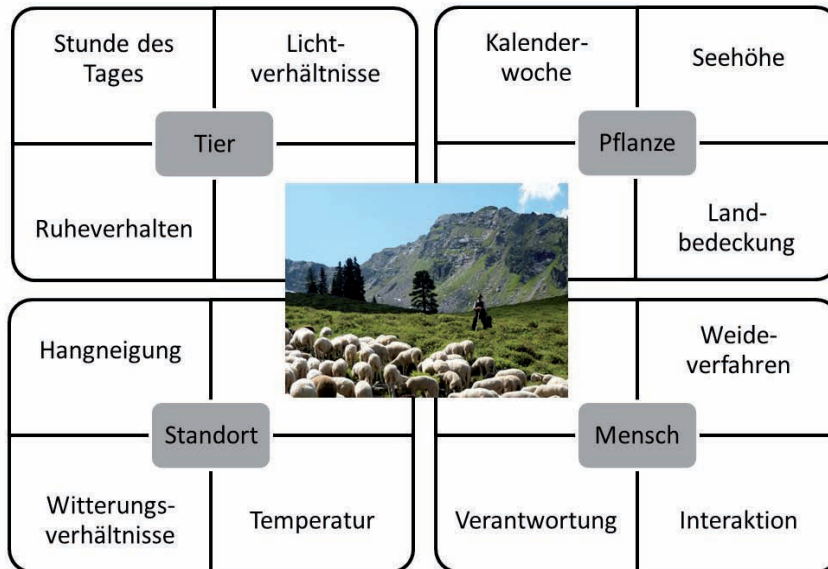 Stunde des
Tages
Licht-
verhältnisse
Tier
Ruheverhalten
Kalender-
woche
Seehöhe
Pflanze
Land-
bedeckung
Hangneigung
Standort
Witterungs-
verhältnisse
Temperatur
Weide-
verfahren
Mensch
Verantwortung
Interaktion